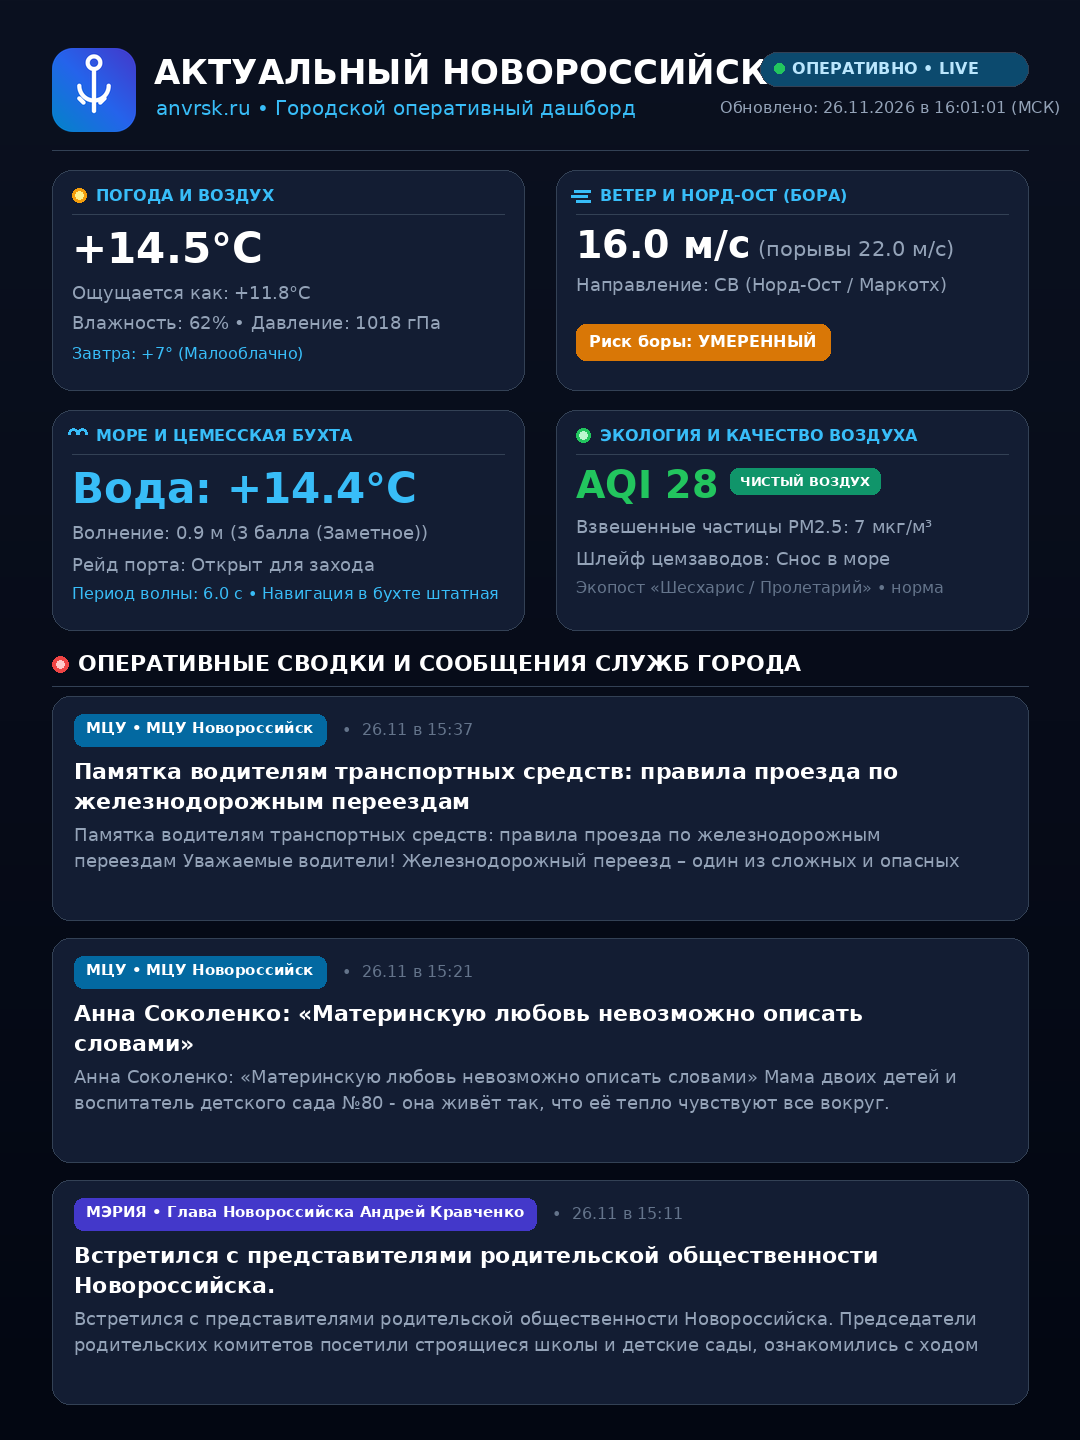 АКТУАЛЬНЫЙ НОВОРОССИЙСК
ОПЕРАТИВНО • LIVE
anvrsk.ru • Городской оперативный дашборд
Обновлено: 26.11.2026 в 16:01:01 (МСК)
ПОГОДА И ВОЗДУХ
+14.5°C
Ощущается как: +11.8°C
Влажность: 62% • Давление: 1018 гПа
Завтра: +7° (Малооблачно)
ВЕТЕР И НОРД-ОСТ (БОРА)
16.0 м/с (порывы 22.0 м/с)
Направление: СВ (Норд-Ост / Маркотх)
Риск боры: УМЕРЕННЫЙ
МОРЕ И ЦЕМЕССКАЯ БУХТА
Вода: +14.4°C
Волнение: 0.9 м (3 балла (Заметное))
Рейд порта: Открыт для захода
Период волны: 6.0 с • Навигация в бухте штатная
ЭКОЛОГИЯ И КАЧЕСТВО ВОЗДУХА
AQI 28 ЧИСТЫЙ ВОЗДУХ
Взвешенные частицы PM2.5: 7 мкг/м³
Шлейф цемзаводов: Снос в море
Экопост «Шесхарис / Пролетарий» • норма
ОПЕРАТИВНЫЕ СВОДКИ И СООБЩЕНИЯ СЛУЖБ ГОРОДА
МЦУ • МЦУ Новороссийск • 26.11 в 15:37
Памятка водителям транспортных средств: правила проезда по
железнодорожным переездам
Памятка водителям транспортных средств: правила проезда по железнодорожным
переездам Уважаемые водители! Железнодорожный переезд – один из сложных и опасных
МЦУ • МЦУ Новороссийск • 26.11 в 15:21
Анна Соколенко: «Материнскую любовь невозможно описать
словами»
Анна Соколенко: «Материнскую любовь невозможно описать словами» Мама двоих детей и
воспитатель детского сада №80 - она живёт так, что её тепло чувствуют все вокруг.
МЭРИЯ • Глава Новороссийска Андрей Кравченко • 26.11 в 15:11
Встретился с представителями родительской общественности
Новороссийска.
Встретился с представителями родительской общественности Новороссийска. Председатели
родительских комитетов посетили строящиеся школы и детские сады, ознакомились с ходом